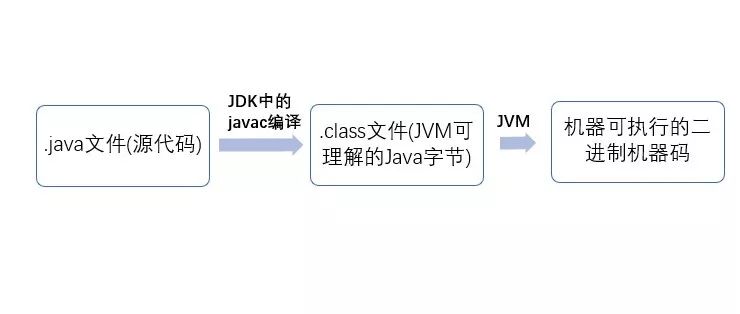 .java文件(源代码)
JDK中的
javac编译
.class文件(JVM可
理解的Java字节)
JVM
机器可执行的二
进制机器码